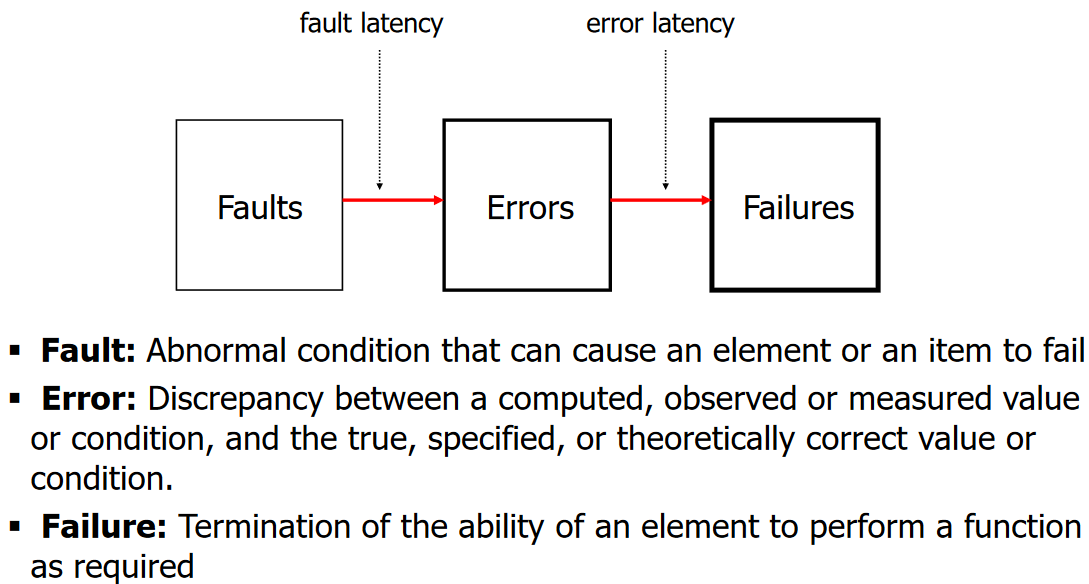 fault latency error latency
Faults Errors Failures
▪ Fault: Abnormal condition that can cause an element or an item to fail
▪ Error: Discrepancy between a computed, observed or measured value
or condition, and the true, specified, or theoretically correct value or
condition.
▪ Failure: Termination of the ability of an element to perform a function
as required